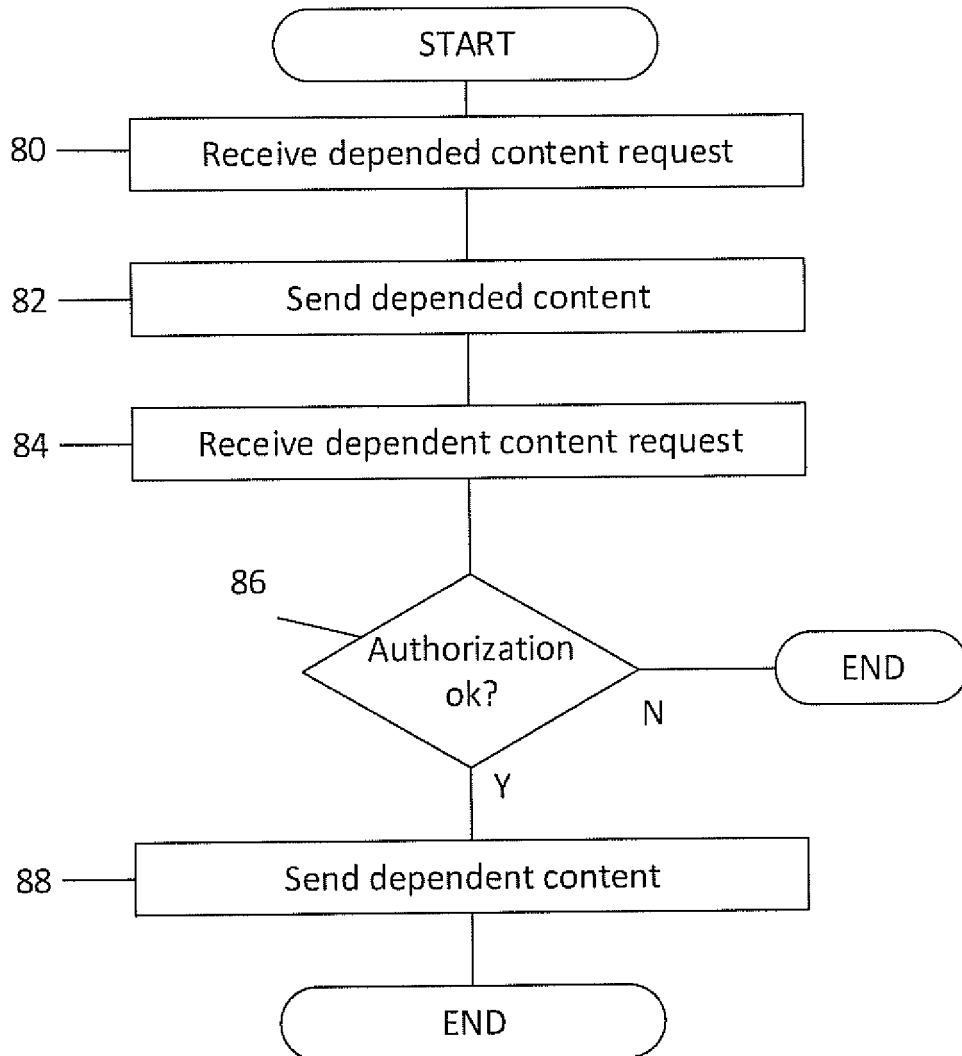 START
80
Receive depended content request
82
Send depended content
84
Receive dependent content request
86
Authorization
ok?
END
N
Y
88
Send dependent content
END